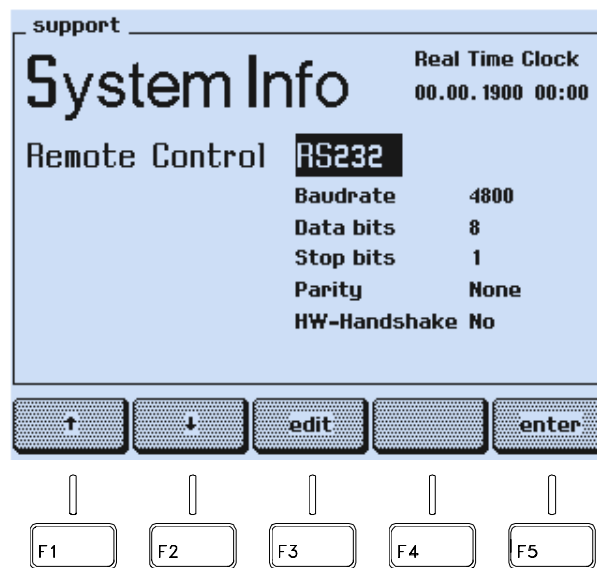 support
System Info
Real Time Clock
00.00.1900 00:00
Remote Control RS232
Baudrate 4800
Data bits 8
Stop bits 1
Parity None
HW-Handshake No
↑ ↓ edit enter
F1 F2 F3 F4 F5